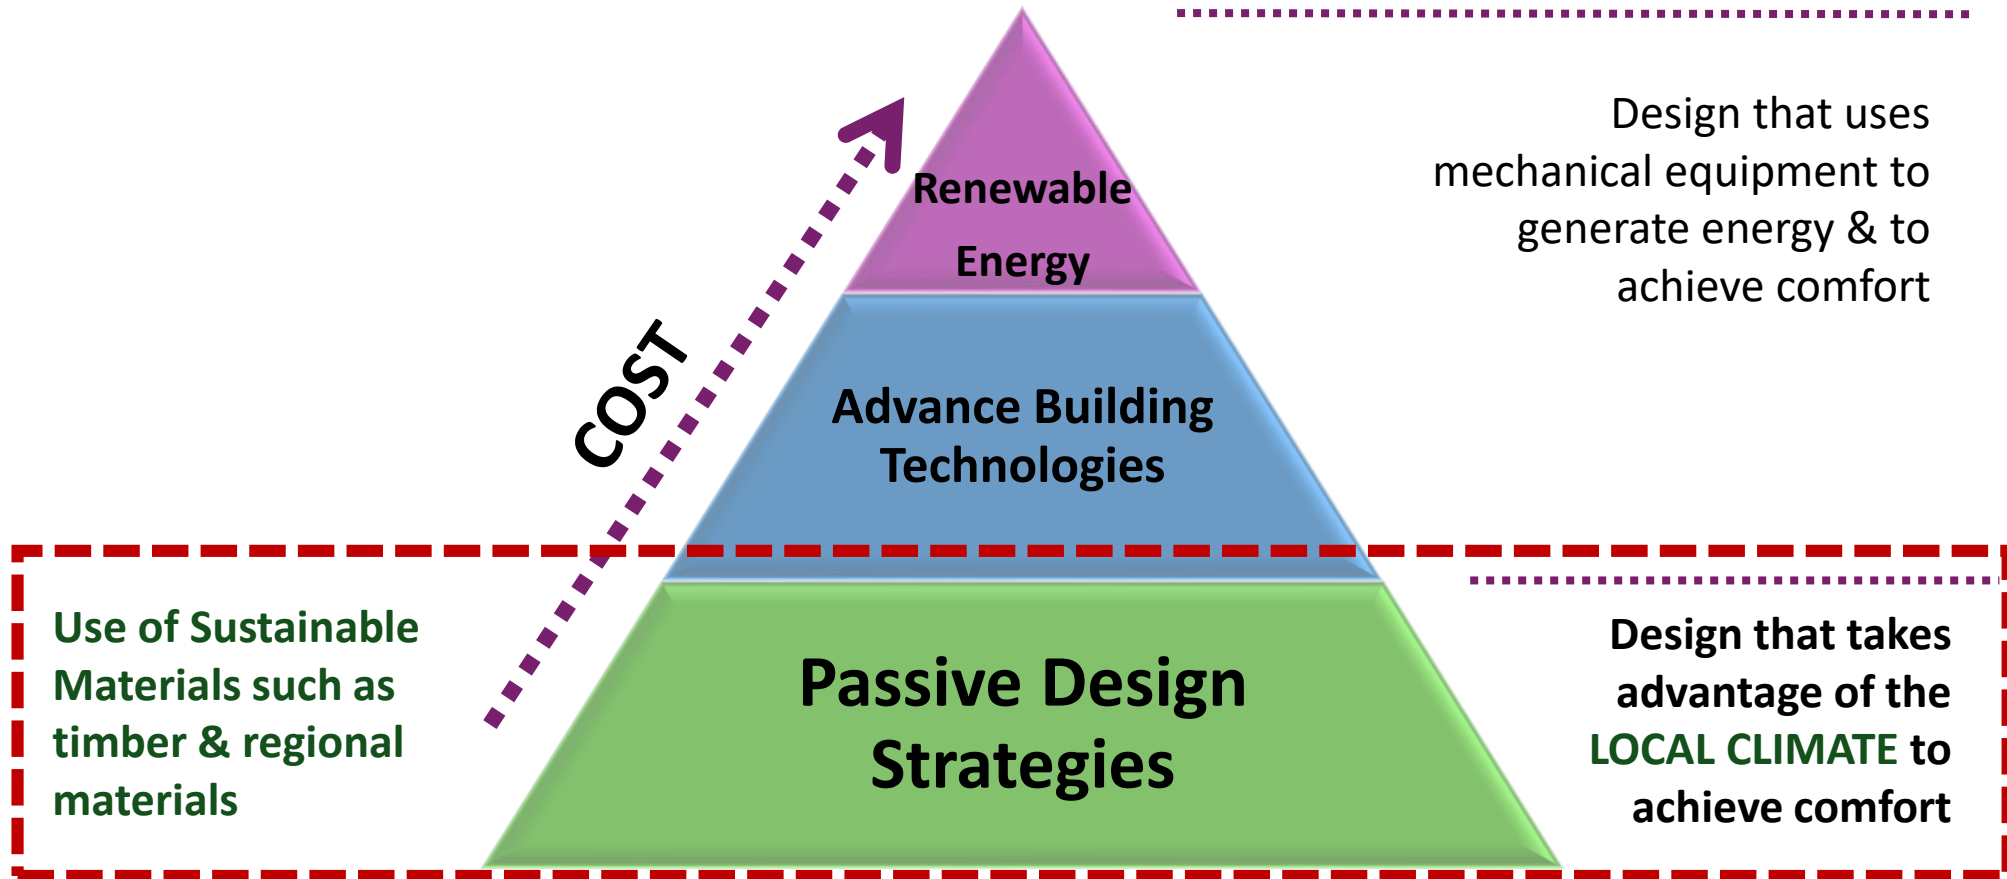 Design that uses
mechanical equipment to
generate energy & to
achieve comfort
Renewable
Energy
COST
Advance Building
Technologies
Use of Sustainable
Materials such as
timber & regional
materials
Passive Design
Strategies
Design that takes
advantage of the
LOCAL CLIMATE to
achieve comfort